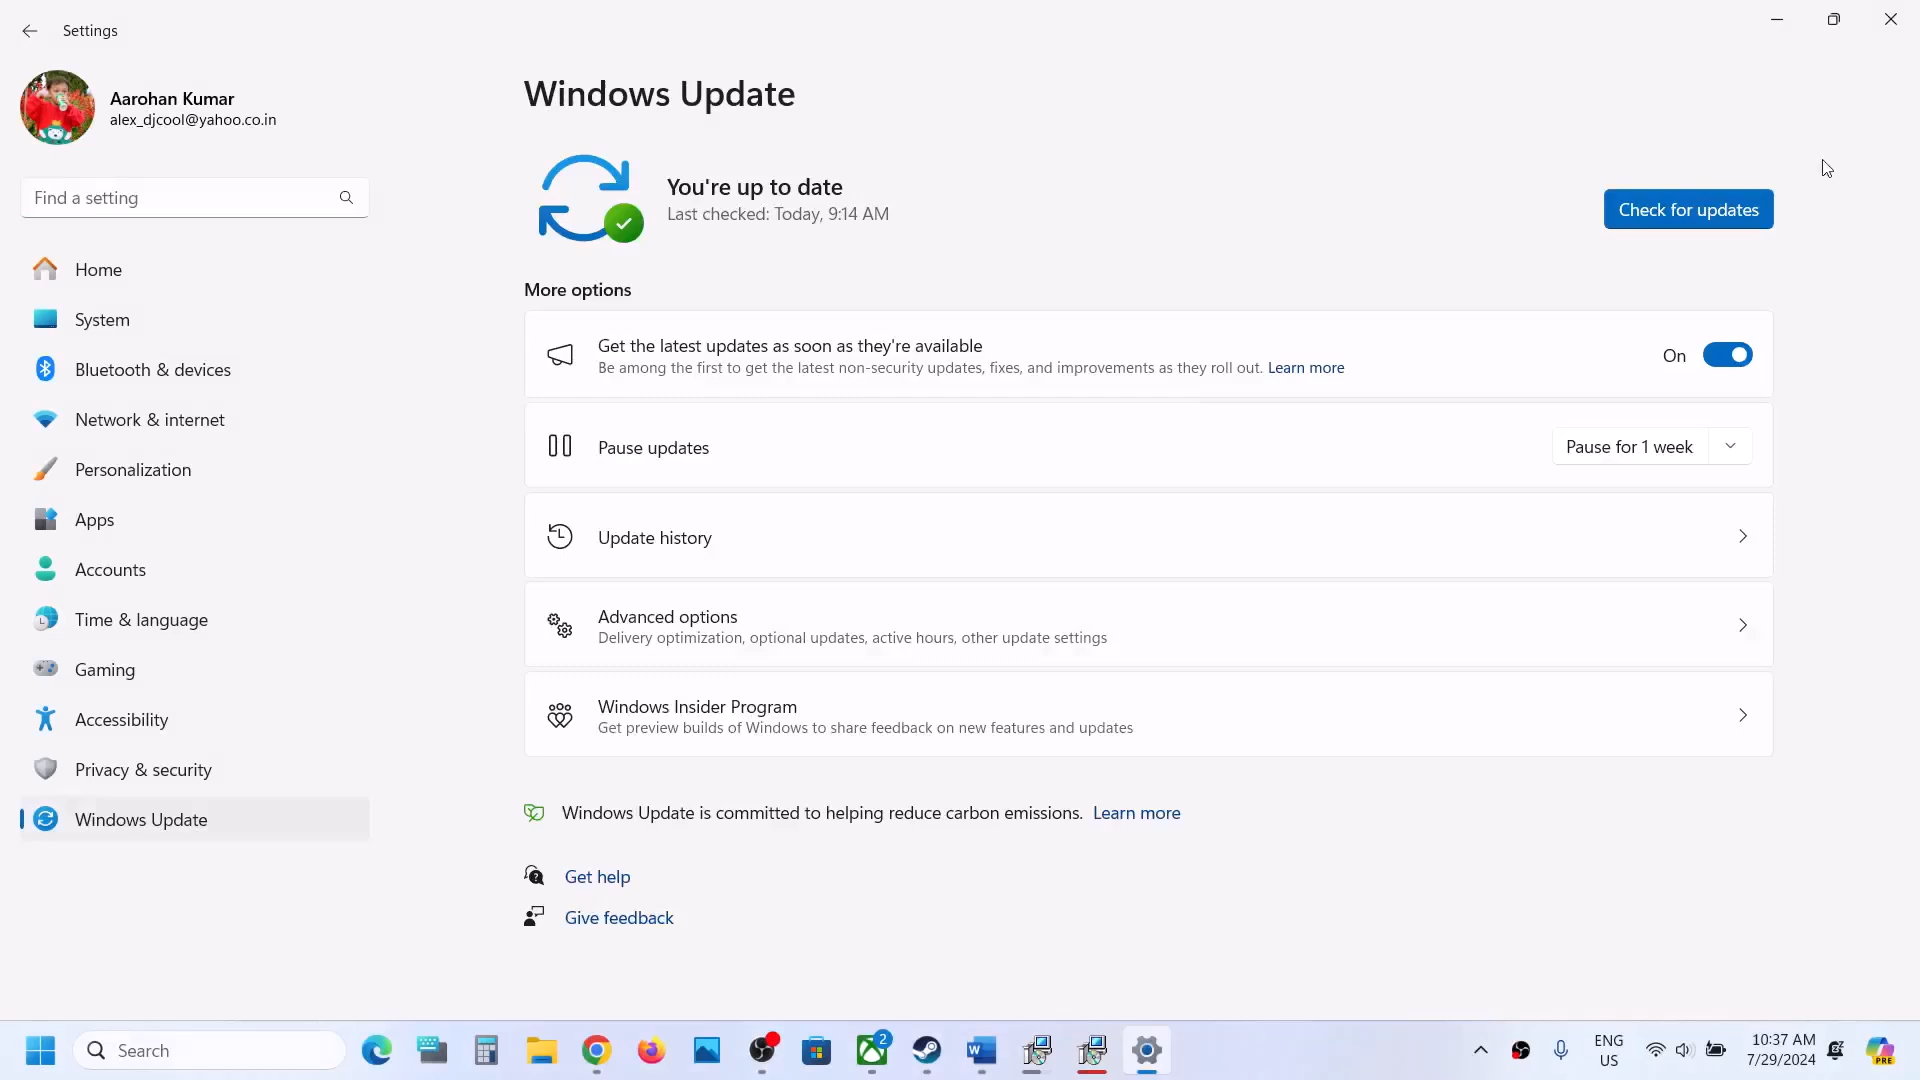 Settings
Aarohan Kumar
alex_djcool@yahoo.co.in
Find a setting
Home
System
Bluetooth & devices
Network & internet
Personalization
Apps
Accounts
Time & language
Gaming
Accessibility
Privacy & security
Windows Update
Windows Update
You're up to date
Last checked: Today, 9:14 AM
Check for updates
More options
Get the latest updates as soon as they're available
Be among the first to get the latest non-security updates, fixes, and improvements as they roll out. Learn more
On
Pause updates
Pause for 1 week
Update history
Advanced options
Delivery optimization, optional updates, active hours, other update settings
Windows Insider Program
Get preview builds of Windows to share feedback on new features and updates
Windows Update is committed to helping reduce carbon emissions. Learn more
Get help
Give feedback
Search
2
W
ENG
US
10:37 AM
7/29/2024
PRE